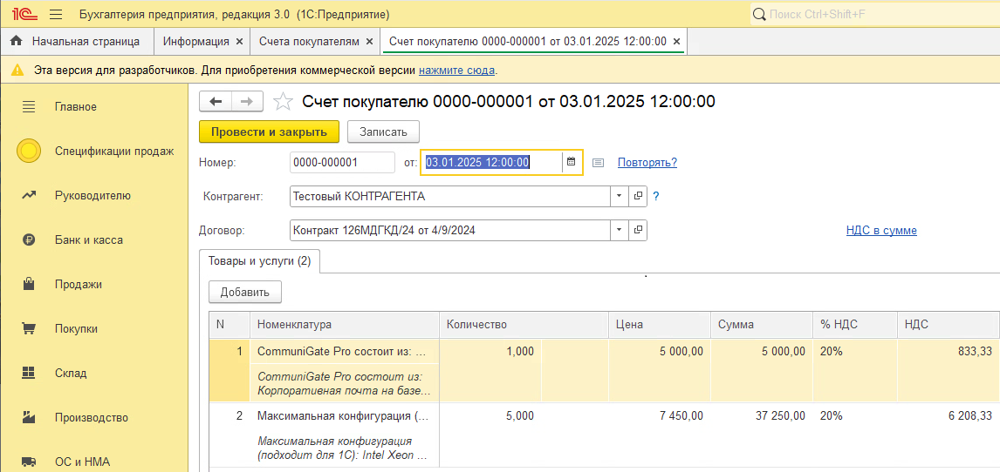 1С Бухгалтерия предприятия, редакция 3.0 (1С:Предприятие) Поиск Ctrl+Shift+F
Начальная страница Информация × Счета покупателям × Счет покупателю 0000-000001 от 03.01.2025 12:00:00 ×
Эта версия для разработчиков. Для приобретения коммерческой версии нажмите сюда.
Главное
Спецификации продаж
Руководителю
Банк и касса
Продажи
Покупки
Склад
Производство
ОС и НМА
Счет покупателю 0000-000001 от 03.01.2025 12:00:00
Провести и закрыть Записать
Номер: 0000-000001 от: 03.01.2025 12:00:00 Повторять?
Контрагент: Тестовый КОНТРАГЕНТА ?
Договор: Контракт 126МДГКД/24 от 4/9/2024 НДС в сумме
Товары и услуги (2)
Добавить
N Номенклатура Количество Цена Сумма % НДС НДС
1 CommuniGate Pro состоит из: ... 1,000 5 000,00 5 000,00 20% 833,33
CommuniGate Pro состоит из:
Корпоративная почта на базе...
2 Максимальная конфигурация (... 5,000 7 450,00 37 250,00 20% 6 208,33
Максимальная конфигурация
(подходит для 1С): Intel Xeon ...